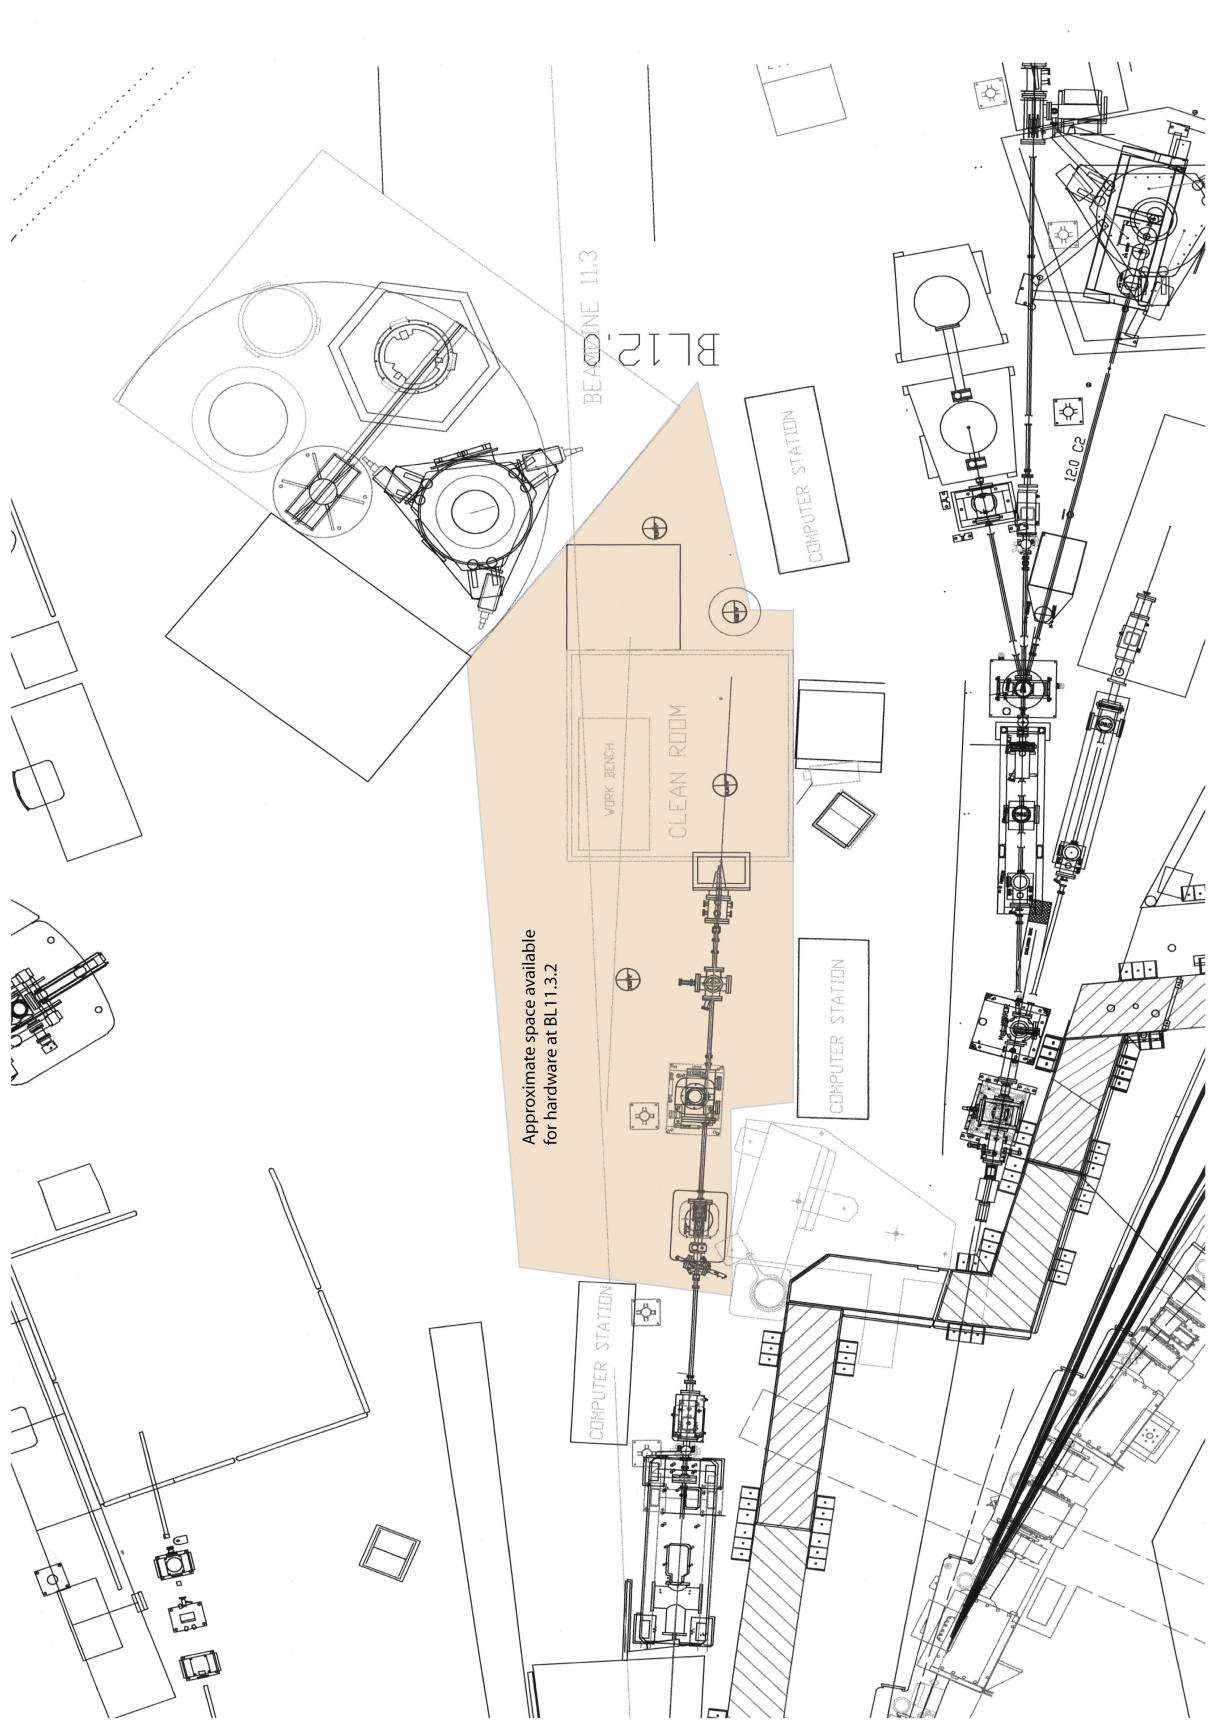 BEAMLINE 11.3
BL12.
COMPUTER STATION
12.0 C2
WORK BENCH
CLEAN ROOM
Approximate space available
for hardware at BL11.3.2
COMPUTER STATION
COMPUTER STATION